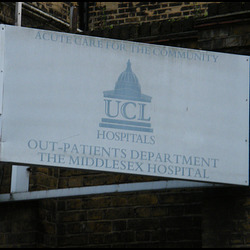 ACUTE CARE FOR THE COMMUNITY
UCL
HOSPITALS
OUT-PATIENTS DEPARTMENT
THE MIDDLESEX HOSPITAL